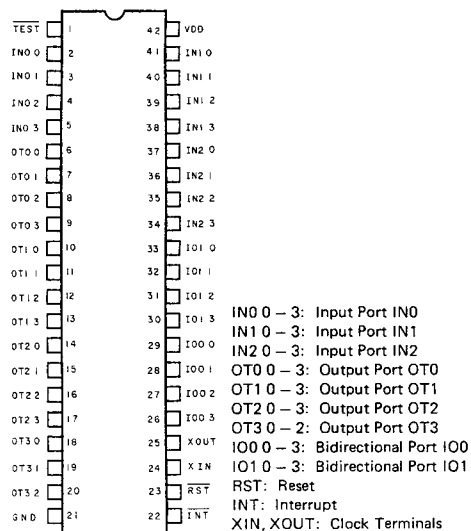 TEST 1 42 VDD
IN0 0 2 41 IN1 0
IN0 1 3 40 IN1 1
IN0 2 4 39 IN1 2
IN0 3 5 38 IN1 3
OT0 0 6 37 IN2 0
OT0 1 7 36 IN2 1
OT0 2 8 35 IN2 2
OT0 3 9 34 IN2 3
OT1 0 10 33 IO1 0
OT1 1 11 32 IO1 1
OT1 2 12 31 IO1 2
OT1 3 13 30 IO1 3
OT2 0 14 29 IO0 0
OT2 1 15 28 IO0 1
OT2 2 16 27 IO0 2
OT2 3 17 26 IO0 3
OT3 0 18 25 XOUT
OT3 1 19 24 XIN
OT3 2 20 23 RST
GND 21 22 INT
IN0 0 – 3: Input Port IN0
IN1 0 – 3: Input Port IN1
IN2 0 – 3: Input Port IN2
OT0 0 – 3: Output Port OT0
OT1 0 – 3: Output Port OT1
OT2 0 – 3: Output Port OT2
OT3 0 – 2: Output Port OT3
IO0 0 – 3: Bidirectional Port IO0
IO1 0 – 3: Bidirectional Port IO1
RST: Reset
INT: Interrupt
XIN, XOUT: Clock Terminals